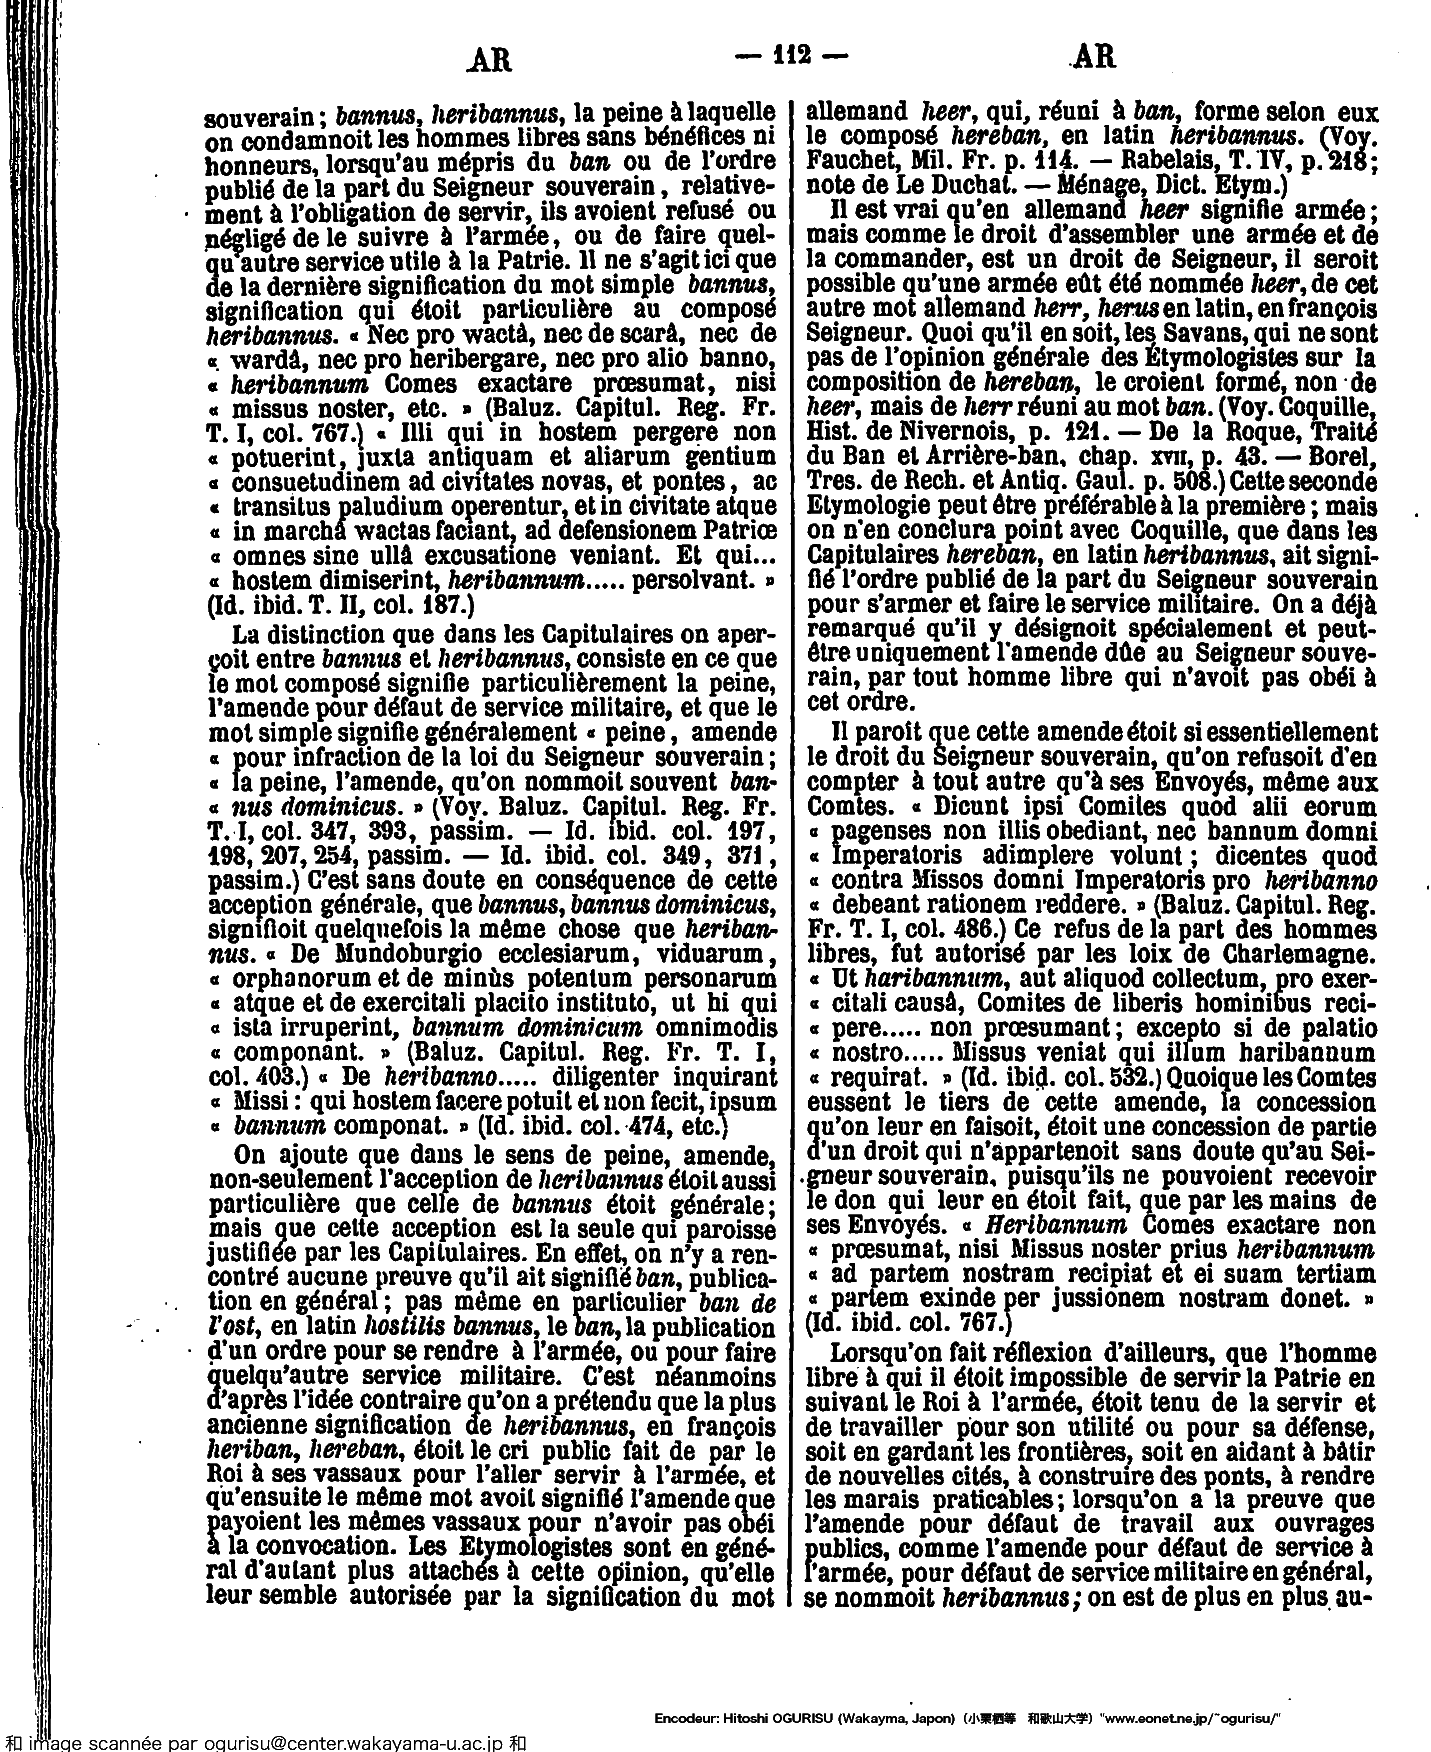 AR — 112 — AR
souverain ; bannus, heribannus, la peine à laquelle
on condamnoit les hommes libres sans bénéfices ni
honneurs, lorsqu'au mépris du ban ou de l'ordre
publié de la part du Seigneur souverain, relative-
ment à l'obligation de servir, ils avoient refusé ou
négligé de le suivre à l'armée, ou de faire quel-
qu'autre service utile à la Patrie. Il ne s'agit ici que
de la dernière signification du mot simple bannus,
signification qui étoit particulière au composé
heribannus. « Nec pro wactâ, nec de scarâ, nec de
« wardâ, nec pro heribergare, nec pro alio banno,
« heribannum Comes exactare prœsumat, nisi
« missus noster, etc. » (Baluz. Capitul. Reg. Fr.
T. I, col. 767.) « Illi qui in hostem pergere non
« potuerint, juxta antiquam et aliarum gentium
« consuetudinem ad civitates novas, et pontes, ac
« transitus paludium operentur, et in civitate atque
« in marchâ wactas faciant, ad defensionem Patriœ
« omnes sine ullâ excusatione veniant. Et qui...
« hostem dimiserint, heribannum..... persolvant. »
(Id. ibid. T. II, col. 187.)
La distinction que dans les Capitulaires on aper-
çoit entre bannus et heribannus, consiste en ce que
le mot composé signifie particulièrement la peine,
l'amende pour défaut de service militaire, et que le
mot simple signifie généralement « peine, amende
« pour infraction de la loi du Seigneur souverain ;
« la peine, l'amende, qu'on nommoit souvent ban-
« nus dominicus. » (Voy. Baluz. Capitul. Reg. Fr.
T. I, col. 347, 393, passim. — Id. ibid. col. 197,
198, 207, 254, passim. — Id. ibid. col. 349, 371,
passim.) C'est sans doute en conséquence de cette
acception générale, que bannus, bannus dominicus,
signifioit quelquefois la même chose que heriban-
nus. « De Mundoburgio ecclesiarum, viduarum,
« orphanorum et de minùs potentum personarum
« atque et de exercitali placito instituto, ut hi qui
« ista irruperint, bannum dominicum omnimodis
« componant. » (Baluz. Capitul. Reg. Fr. T. I,
col. 403.) « De heribanno..... diligenter inquirant
« Missi : qui hostem facere potuit et non fecit, ipsum
« bannum componat. » (Id. ibid. col. 474, etc.)
On ajoute que dans le sens de peine, amende,
non-seulement l'acception de heribannus étoit aussi
particulière que celle de bannus étoit générale ;
mais que cette acception est la seule qui paroisse
justifiée par les Capitulaires. En effet, on n'y a ren-
contré aucune preuve qu'il ait signifié ban, publica-
tion en général ; pas même en particulier ban de
l'ost, en latin hostilis bannus, le ban, la publication
d'un ordre pour se rendre à l'armée, ou pour faire
quelqu'autre service militaire. C'est néanmoins
d'après l'idée contraire qu'on a prétendu que la plus
ancienne signification de heribannus, en françois
heriban, hereban, étoit le cri public fait de par le
Roi à ses vassaux pour l'aller servir à l'armée, et
qu'ensuite le même mot avoit signifié l'amende que
payoient les mêmes vassaux pour n'avoir pas obéi
à la convocation. Les Etymologistes sont en géné-
ral d'autant plus attachés à cette opinion, qu'elle
leur semble autorisée par la signification du mot
allemand heer, qui, réuni à ban, forme selon eux
le composé hereban, en latin heribannus. (Voy.
Fauchet, Mil. Fr. p. 114. — Rabelais, T. IV, p. 218 ;
note de Le Duchat. — Ménage, Dict. Etym.)
Il est vrai qu'en allemand heer signifie armée ;
mais comme le droit d'assembler une armée et de
la commander, est un droit de Seigneur, il seroit
possible qu'une armée eût été nommée heer, de cet
autre mot allemand herr, herus en latin, en françois
Seigneur. Quoi qu'il en soit, les Savans, qui ne sont
pas de l'opinion générale des Etymologistes sur la
composition de hereban, le croient formé, non de
heer, mais de herr réuni au mot ban. (Voy. Coquille,
Hist. de Nivernois, p. 121. — De la Roque, Traité
du Ban et Arrière-ban, chap. XVII, p. 43. — Borel,
Tres. de Rech. et Antiq. Gaul. p. 508.) Cette seconde
Etymologie peut être préférable à la première ; mais
on n'en conclura point avec Coquille, que dans les
Capitulaires hereban, en latin heribannus, ait signi-
fié l'ordre publié de la part du Seigneur souverain
pour s'armer et faire le service militaire. On a déjà
remarqué qu'il y désignoit spécialement et peut-
être uniquement l'amende dûe au Seigneur souve-
rain, par tout homme libre qui n'avoit pas obéi à
cet ordre.
Il paroît que cette amende étoit si essentiellement
le droit du Seigneur souverain, qu'on refusoit d'en
compter à tout autre qu'à ses Envoyés, même aux
Comtes. « Dicunt ipsi Comiles quod alii eorum
« pagenses non illis obediant, nec bannum domni
« Imperatoris adimplere volunt ; dicentes quod
« contra Missos domni Imperatoris pro heribanno
« debeant rationem reddere. » (Baluz. Capitul. Reg.
Fr. T. I, col. 486.) Ce refus de la part des hommes
libres, fut autorisé par les loix de Charlemagne.
« Ut haribannum, aut aliquod collectum, pro exer-
« citali causâ, Comites de liberis hominibus reci-
« pere..... non prœsumant ; excepto si de palatio
« nostro..... Missus veniat qui illum haribannum
« requirat. » (Id. ibid. col. 532.) Quoique les Comtes
eussent le tiers de cette amende, la concession
qu'on leur en faisoit, étoit une concession de partie
d'un droit qui n'appartenoit sans doute qu'au Sei-
gneur souverain, puisqu'ils ne pouvoient recevoir
le don qui leur en étoit fait, que par les mains de
ses Envoyés. « Heribannum Comes exactare non
« prœsumat, nisi Missus noster prius heribannum
« ad partem nostram recipiat et ei suam tertiam
« partem exinde per jussionem nostram donet. »
(Id. ibid. col. 767.)
Lorsqu'on fait réflexion d'ailleurs, que l'homme
libre à qui il étoit impossible de servir la Patrie en
suivant le Roi à l'armée, étoit tenu de la servir et
de travailler pour son utilité ou pour sa défense,
soit en gardant les frontières, soit en aidant à bâtir
de nouvelles cités, à construire des ponts, à rendre
les marais praticables ; lorsqu'on a la preuve que
l'amende pour défaut de travail aux ouvrages
publics, comme l'amende pour défaut de service à
l'armée, pour défaut de service militaire en général,
se nommoit heribannus ; on est de plus en plus au-
Encodeur: Hitoshi OGURISU (Wakayma, Japon) (小栗栖等 和歌山大学) "www.eonet.ne.jp/~ogurisu/"
和 image scannée par ogurisu@center.wakayama-u.ac.jp 和